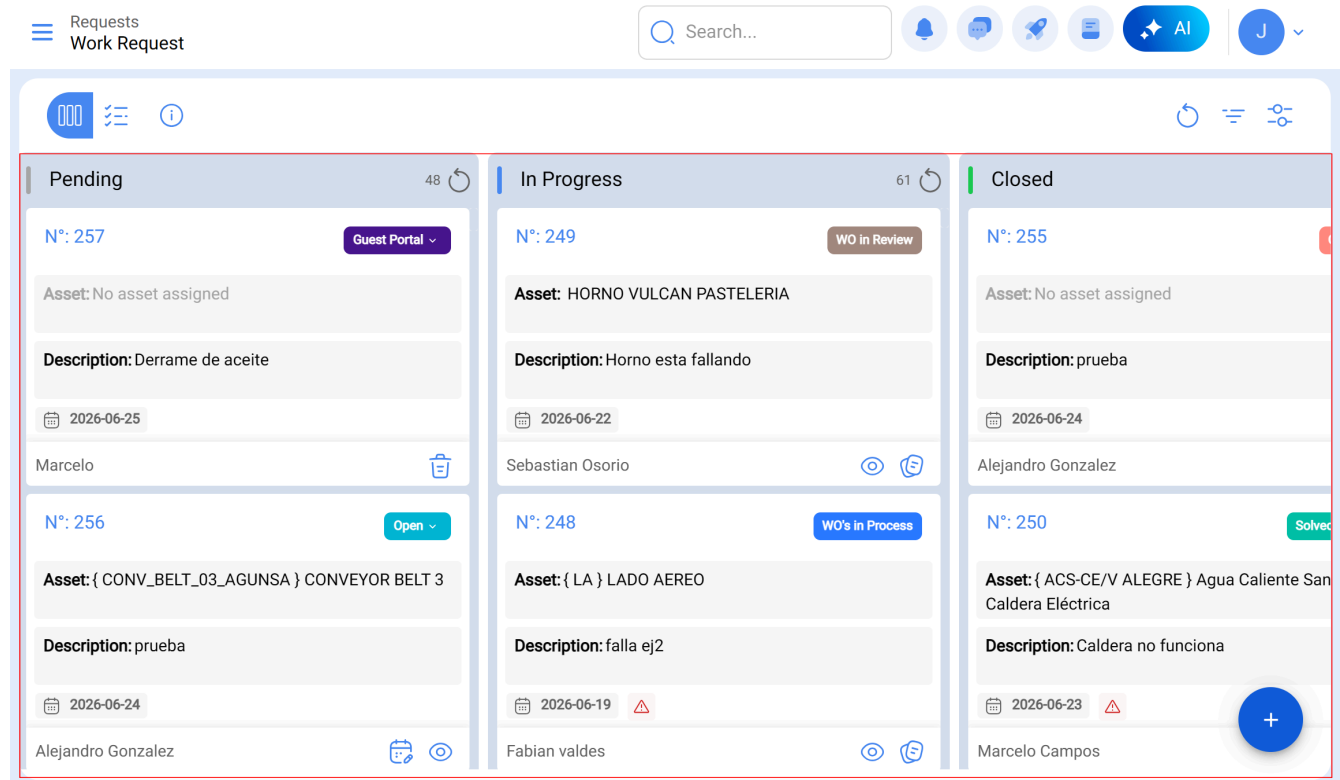 Requests
Work Request
Search...
AI
J
Pending
48
N°: 257
Guest Portal
Asset: No asset assigned
Description: Derrame de aceite
2026-06-25
Marcelo
N°: 256
Open
Asset: { CONV_BELT_03_AGUNSA } CONVEYOR BELT 3
Description: prueba
2026-06-24
Alejandro Gonzalez
In Progress
61
N°: 249
WO in Review
Asset: HORNO VULCAN PASTELERIA
Description: Horno esta fallando
2026-06-22
Sebastian Osorio
N°: 248
WO's in Process
Asset: { LA } LADO AEREO
Description: falla ej2
2026-06-19
Fabian valdes
Closed
N°: 255
Asset: No asset assigned
Description: prueba
2026-06-24
Alejandro Gonzalez
N°: 250
Solved
Asset: { ACS-CE/V ALEGRE } Agua Caliente San
Caldera Eléctrica
Description: Caldera no funciona
2026-06-23
Marcelo Campos